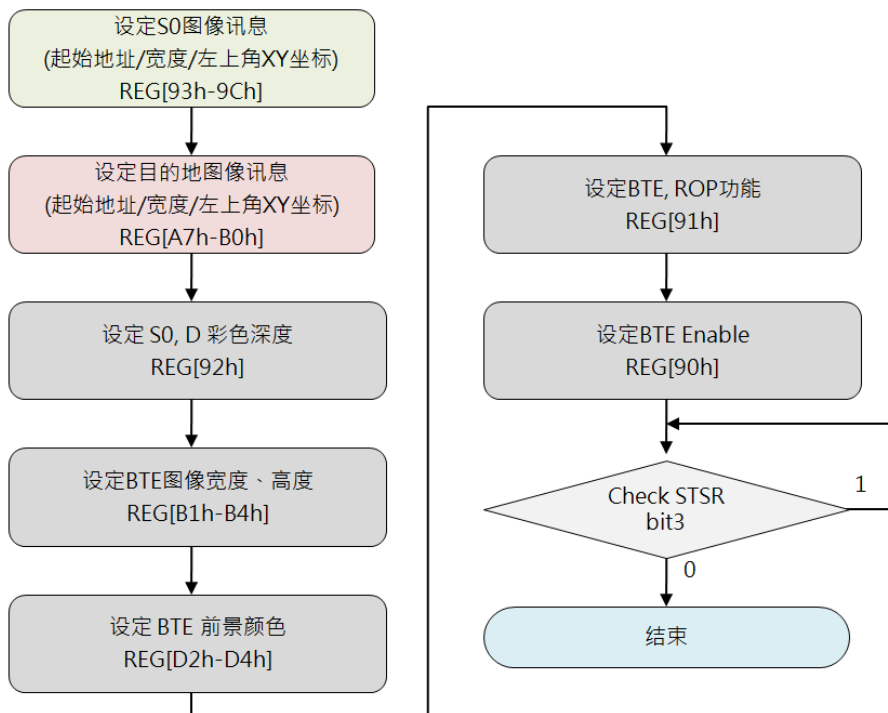 设定S0图像讯息
(起始地址/宽度/左上角XY坐标)
REG[93h-9Ch]
设定目的地图像讯息
(起始地址/宽度/左上角XY坐标)
REG[A7h-B0h]
设定 S0, D 彩色深度
REG[92h]
设定BTE图像宽度、高度
REG[B1h-B4h]
设定 BTE 前景颜色
REG[D2h-D4h]
设定BTE, ROP功能
REG[91h]
设定BTE Enable
REG[90h]
Check STSR
bit3
1
0
结束